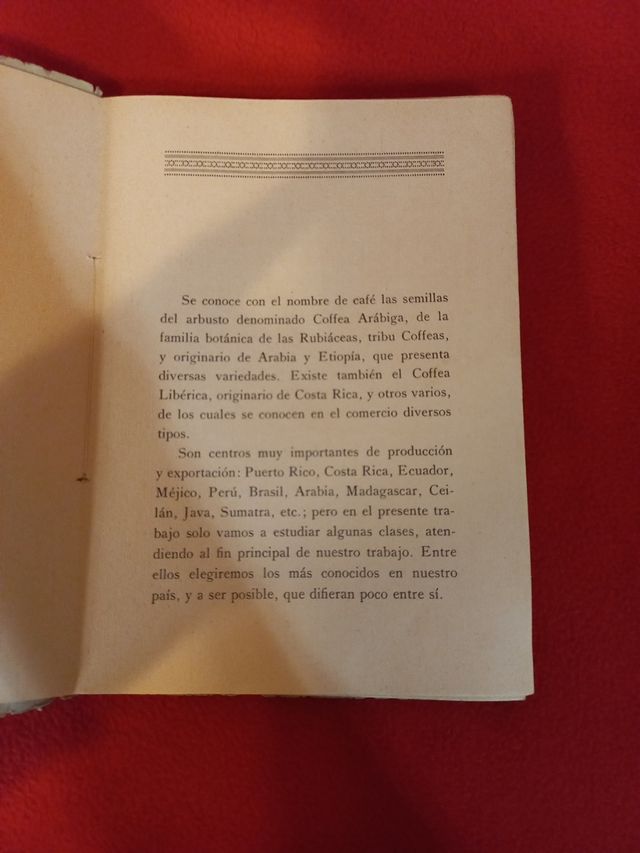 Se conoce con el nombre de café las semillas
del arbusto denominado Coffea Arábiga, de la
familia botánica de las Rubiáceas, tribu Coffeas,
y originario de Arabia y Etiopía, que presenta
diversas variedades. Existe también el Coffea
Libérica, originario de Costa Rica, y otros varios,
de los cuales se conocen en el comercio diversos
tipos.
Son centros muy importantes de producción
y exportación: Puerto Rico, Costa Rica, Ecuador,
Méjico, Perú, Brasil, Arabia, Madagascar, Cei-
lán, Java, Sumatra, etc.; pero en el presente tra-
bajo solo vamos a estudiar algunas clases, aten-
diendo al fin principal de nuestro trabajo. Entre
ellos elegiremos los más conocidos en nuestro
país, y a ser posible, que difieran poco entre sí.